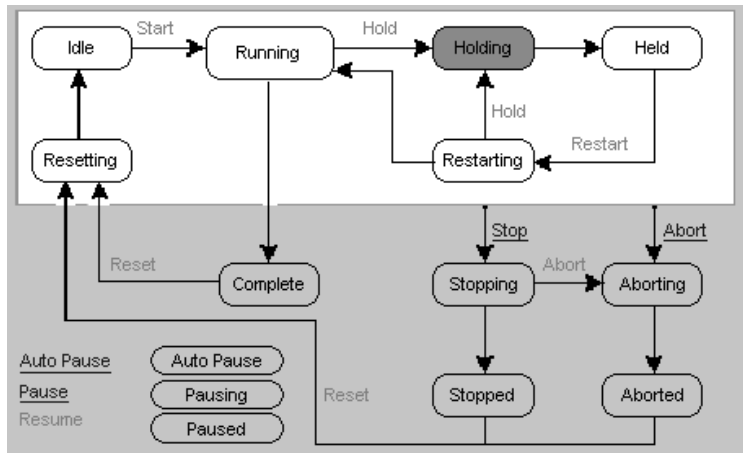 Start
Hold
Idle
Running
Holding
Held
Hold
Restart
Resetting
Restarting
Stop
Abort
Reset
Abort
Complete
Stopping
Aborting
Auto Pause
Auto Pause
Pause
Pausing
Reset
Stopped
Aborted
Resume
Paused